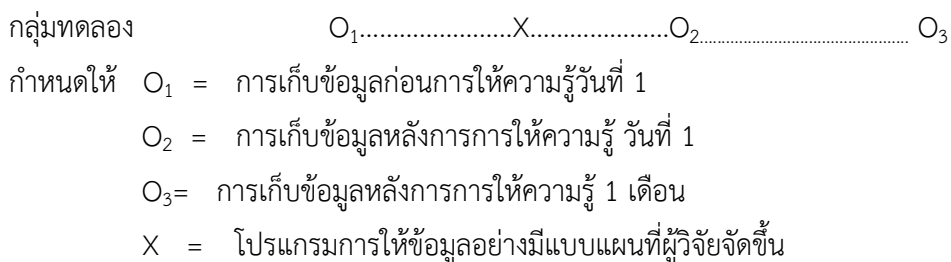 กลุ่มทดลอง O₁.......................X.....................O₂............................................... O₃
กำหนดให้ O₁ = การเก็บข้อมูลก่อนการให้ความรู้วันที่ 1
O₂ = การเก็บข้อมูลหลังการการให้ความรู้ วันที่ 1
O₃= การเก็บข้อมูลหลังการการให้ความรู้ 1 เดือน
X = โปรแกรมการให้ข้อมูลอย่างมีแบบแผนที่ผู้วิจัยจัดขึ้น